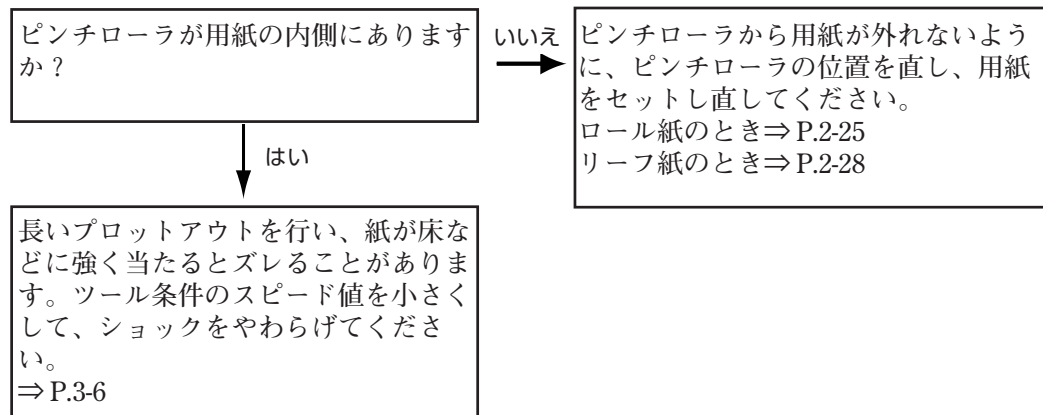 ピンチローラが用紙の内側にあります
か？
いいえ
ピンチローラから用紙が外れないよう
に、ピンチローラの位置を直し、用紙
をセットし直してください。
ロール紙のとき⇒ P.2-25
リーフ紙のとき⇒ P.2-28
はい
長いプロットアウトを行い、紙が床な
どに強く当たるとズレることがありま
す。ツール条件のスピード値を小さく
して、ショックをやわらげてくださ
い。
⇒ P.3-6